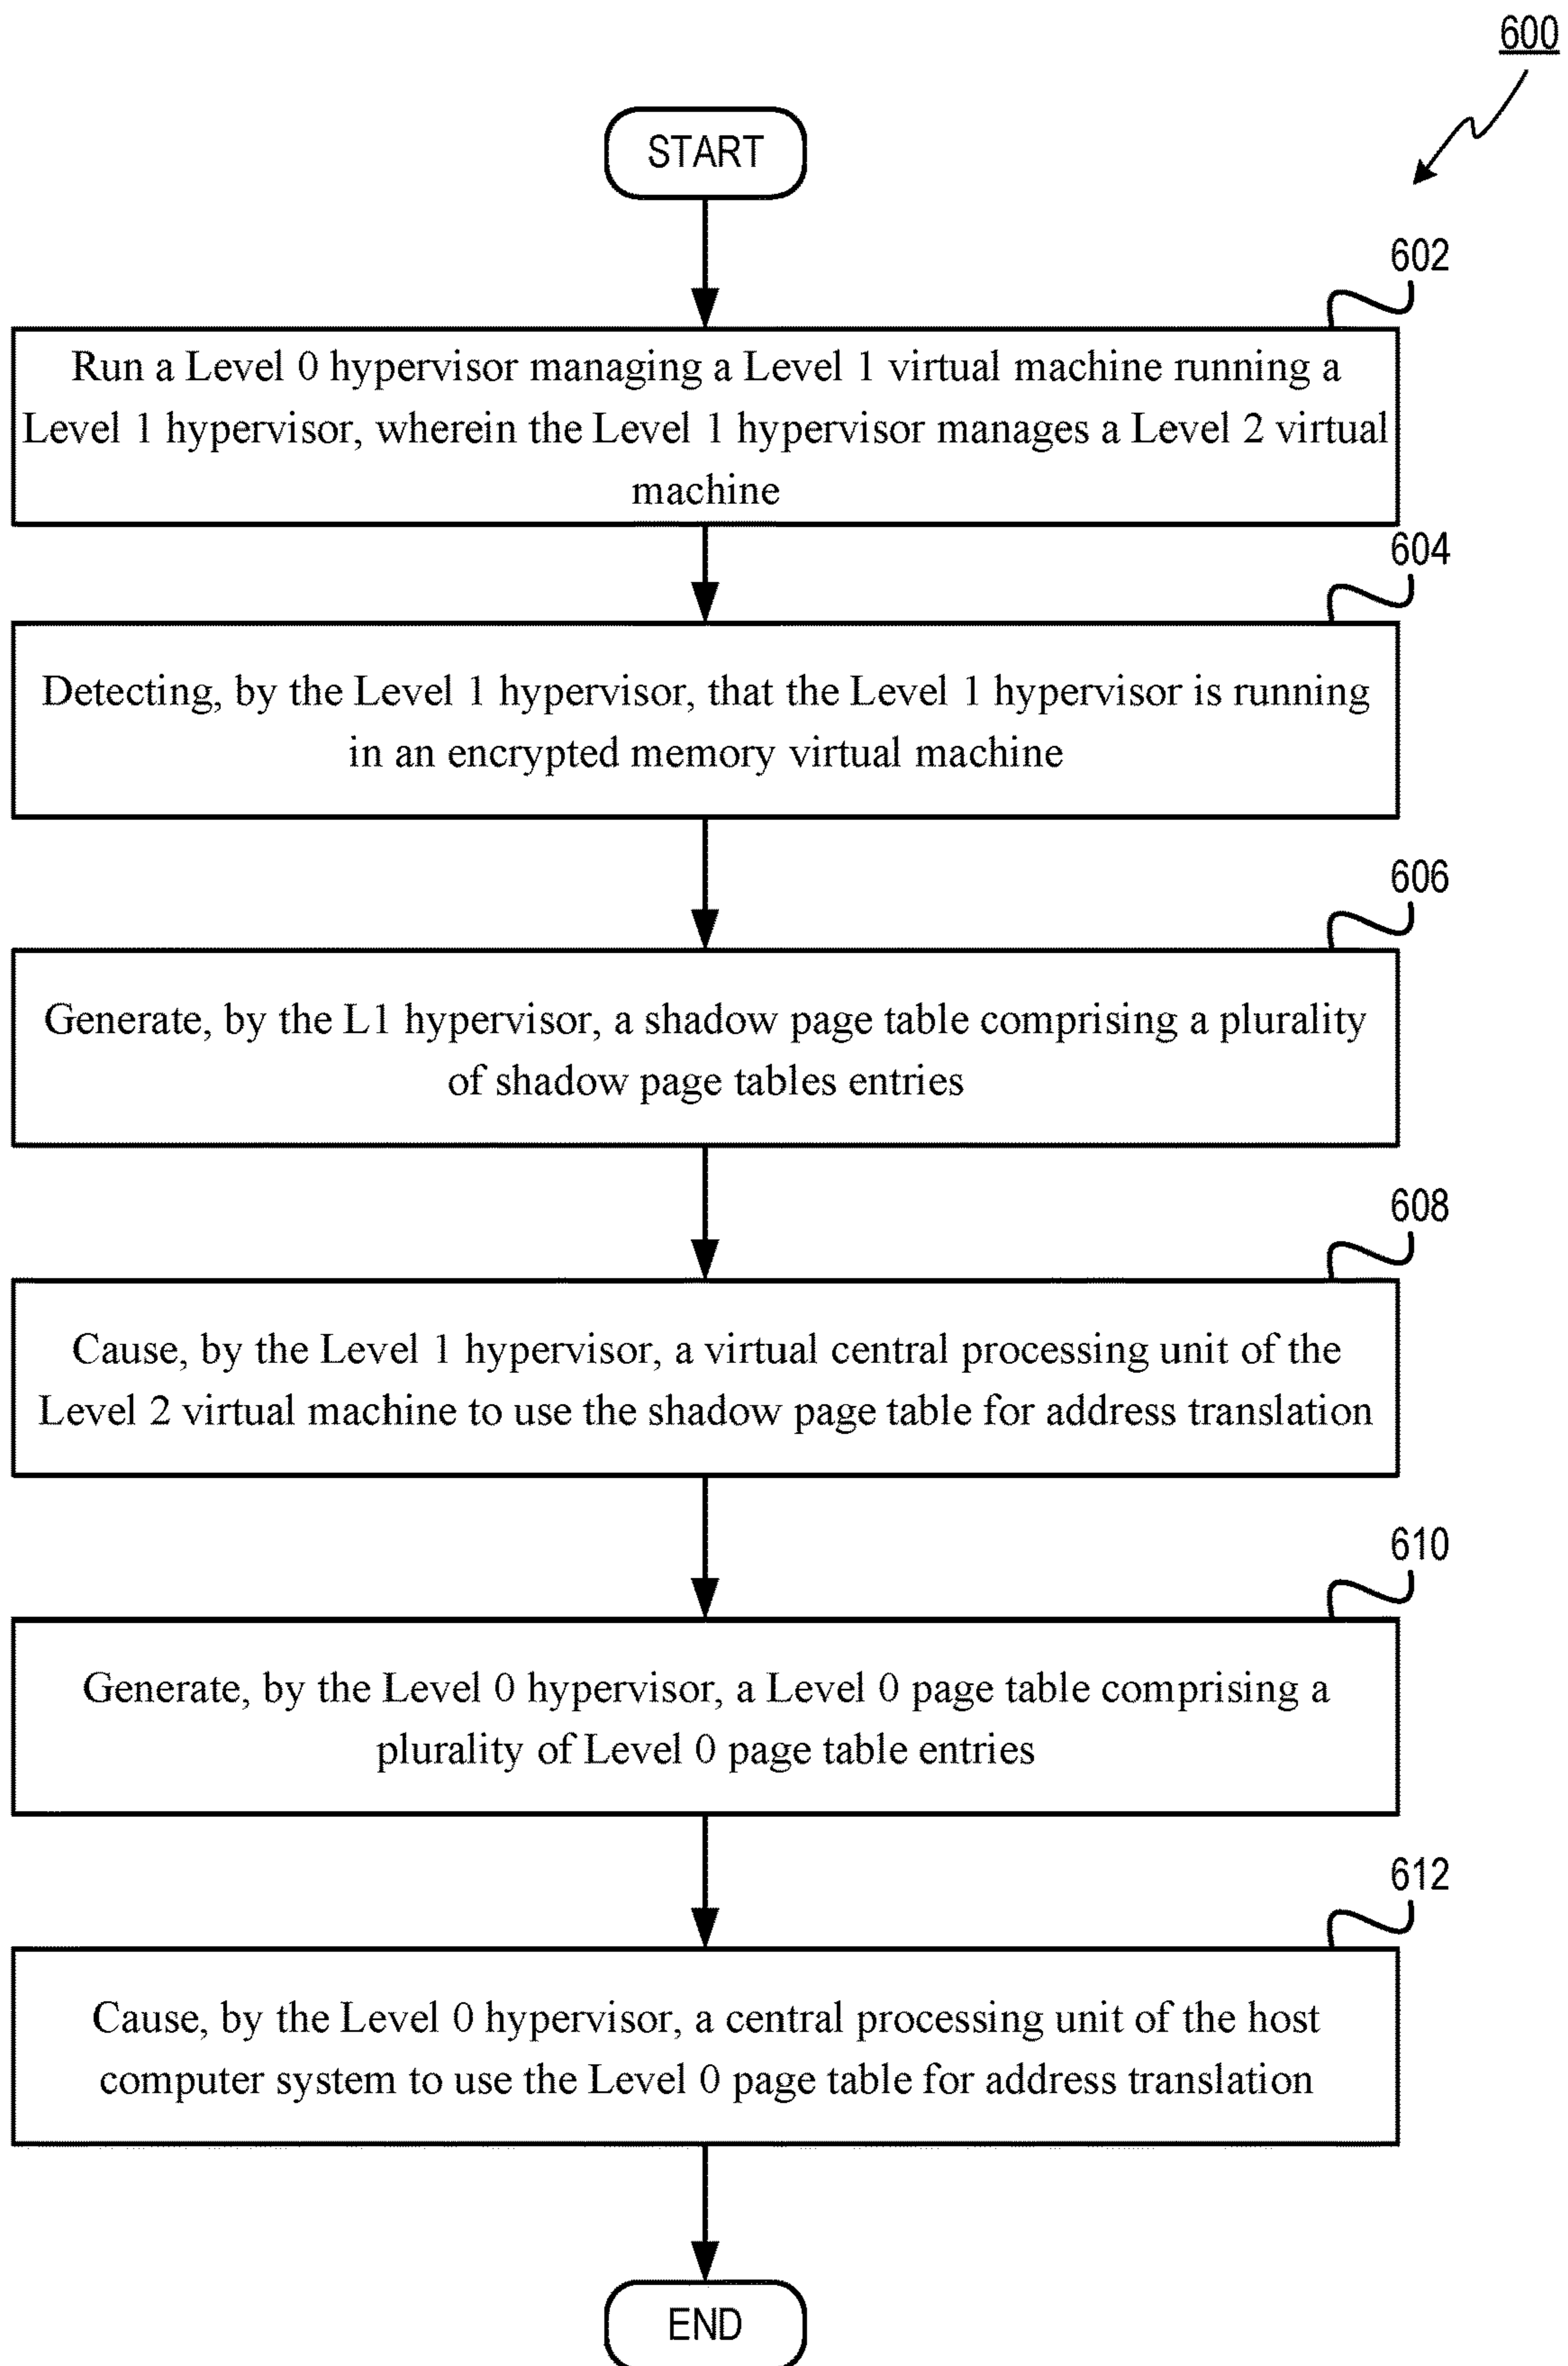 600
START
602
Run a Level 0 hypervisor managing a Level 1 virtual machine running a
Level 1 hypervisor, wherein the Level 1 hypervisor manages a Level 2 virtual
machine
604
Detecting, by the Level 1 hypervisor, that the Level 1 hypervisor is running
in an encrypted memory virtual machine
606
Generate, by the L1 hypervisor, a shadow page table comprising a plurality
of shadow page tables entries
608
Cause, by the Level 1 hypervisor, a virtual central processing unit of the
Level 2 virtual machine to use the shadow page table for address translation
610
Generate, by the Level 0 hypervisor, a Level 0 page table comprising a
plurality of Level 0 page table entries
612
Cause, by the Level 0 hypervisor, a central processing unit of the host
computer system to use the Level 0 page table for address translation
END